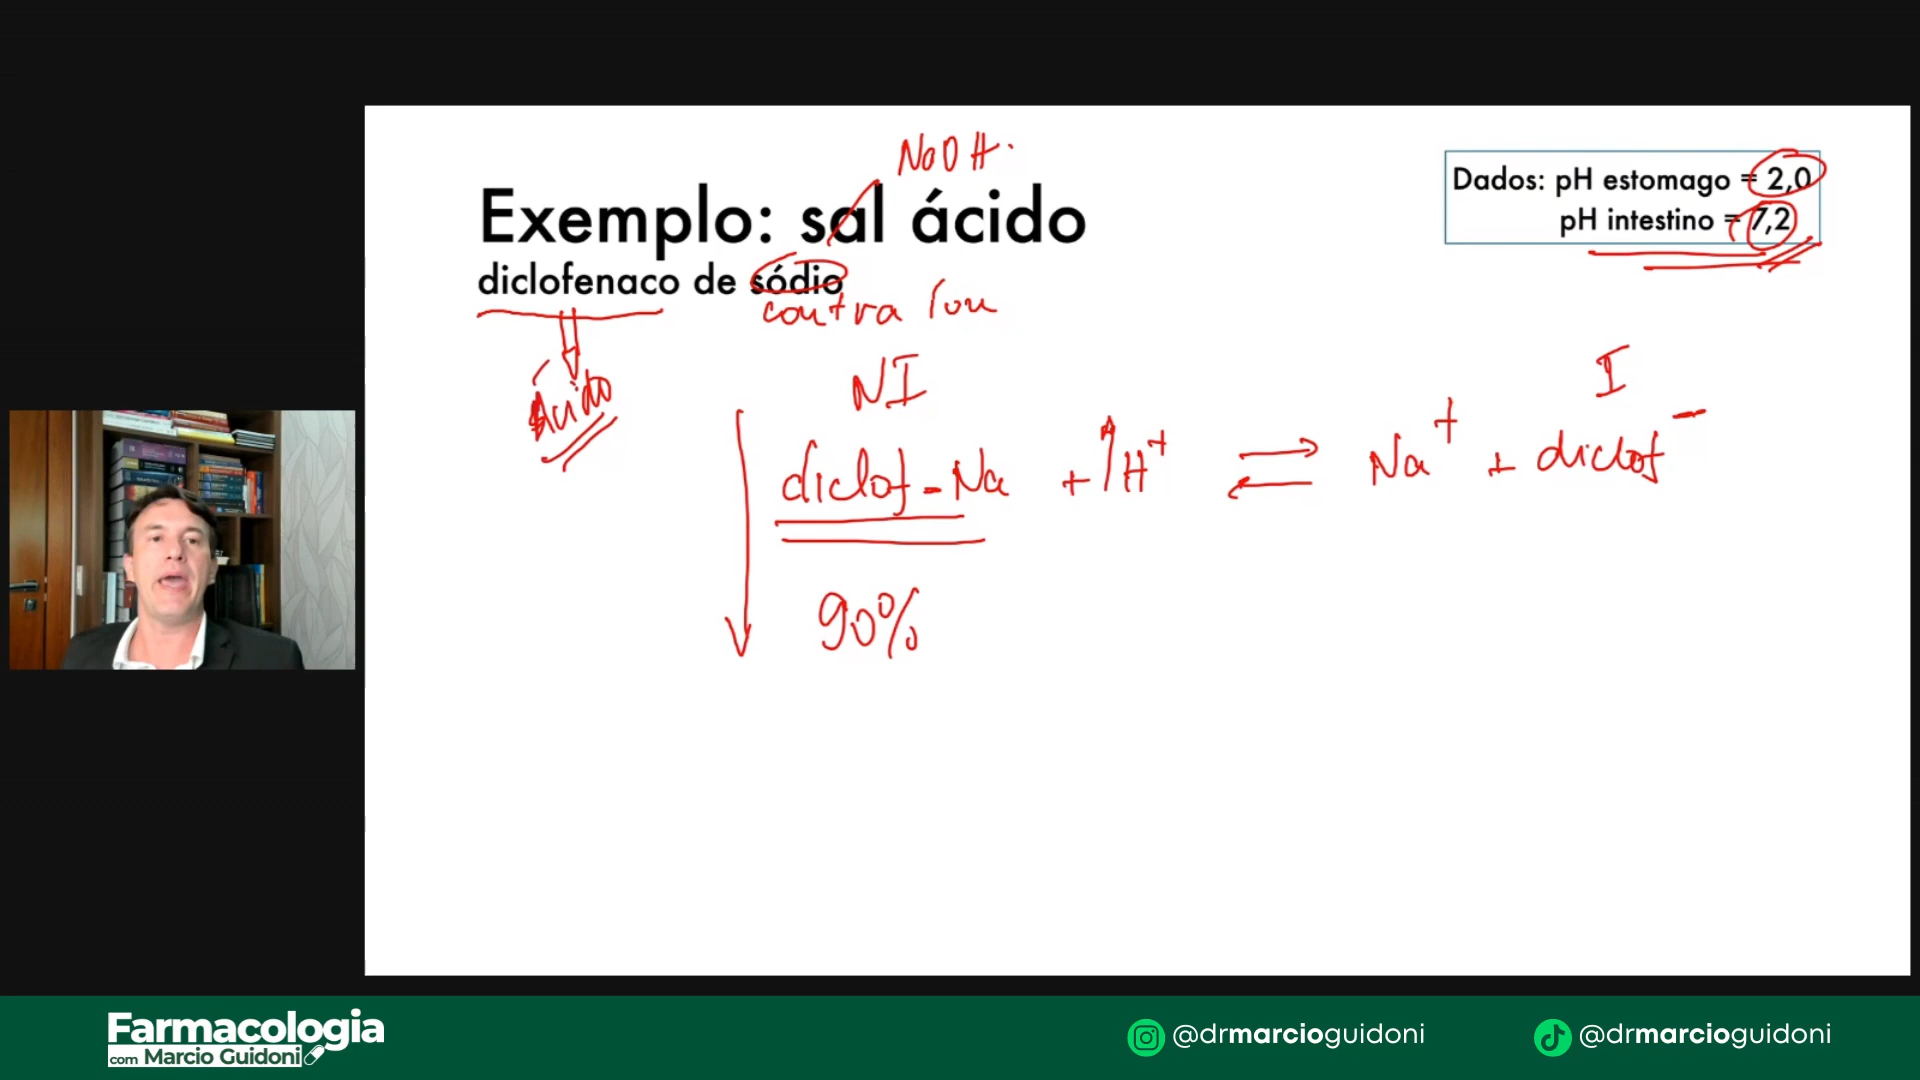 NaOH.
Exemplo: sal ácido
diclofenaco de sódio
contra íon
Dados: pH estomago = 2,0
pH intestino = 7,2
Ácido
NI
I
diclof - Na + ↑H⁺ ⇌ Na⁺ + diclof⁻
90%
Farmacologia
com Marcio Guidoni
@drmarcioguidoni
@drmarcioguidoni